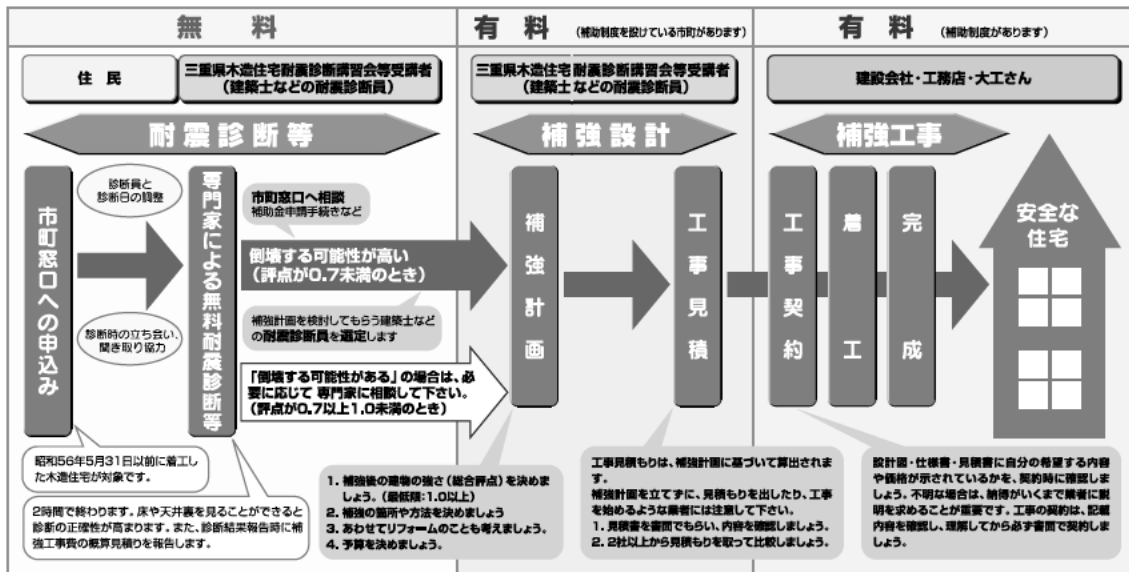 無料
有料 （補助制度を設けている市町があります）
有料 （補助制度があります）
住民
三重県木造住宅耐震診断講習会等受講者
（建築士などの耐震診断員）
三重県木造住宅耐震診断講習会等受講者
（建築士などの耐震診断員）
建設会社・工務店・大工さん
耐震診断等
補強設計
補強工事
市町窓口への申込み
診断員と
診断日の調整
診断時の立ち会い、
聞き取り協力
専門家による無料耐震診断等
市町窓口へ相談
補助金申請手続きなど
倒壊する可能性が高い
（評点が0.7未満のとき）
補強計画を検討してもらう建築士など
の耐震診断員を選定します
「倒壊する可能性がある」の場合は、必
要に応じて専門家に相談して下さい。
（評点が0.7以上1.0未満のとき）
補強計画
工事見積
工事契約
着工
完成
安全な
住宅
昭和56年5月31日以前に着工し
た木造住宅が対象です。
2時間で終わります。床や天井裏を見ることができると
診断の正確性が高まります。また、診断結果報告時に補
強工事費の概算見積りを報告します。
1. 補強後の建物の強さ（総合評点）を決めま
しょう。（最低限：1.0以上）
2. 補強の箇所や方法を決めましょう
3. あわせてリフォームのことも考えましょう。
4. 予算を決めましょう。
工事見積もりは、補強計画に基づいて算出されま
す。
補強計画を立てずに、見積もりを出したり、工事
を始めるような業者には注意して下さい。
1. 見積書を書面でもらい、内容を確認しましょう。
2. 2社以上から見積もりを取って比較しましょう。
設計図・仕様書・見積書に自分の希望する内容
や価格が示されているかを、契約時に確認しま
しょう。不明な場合は、納得がいくまで業者に説
明を求めることが重要です。工事の契約は、記載
内容を確認し、理解してから必ず書面で契約しま
しょう。